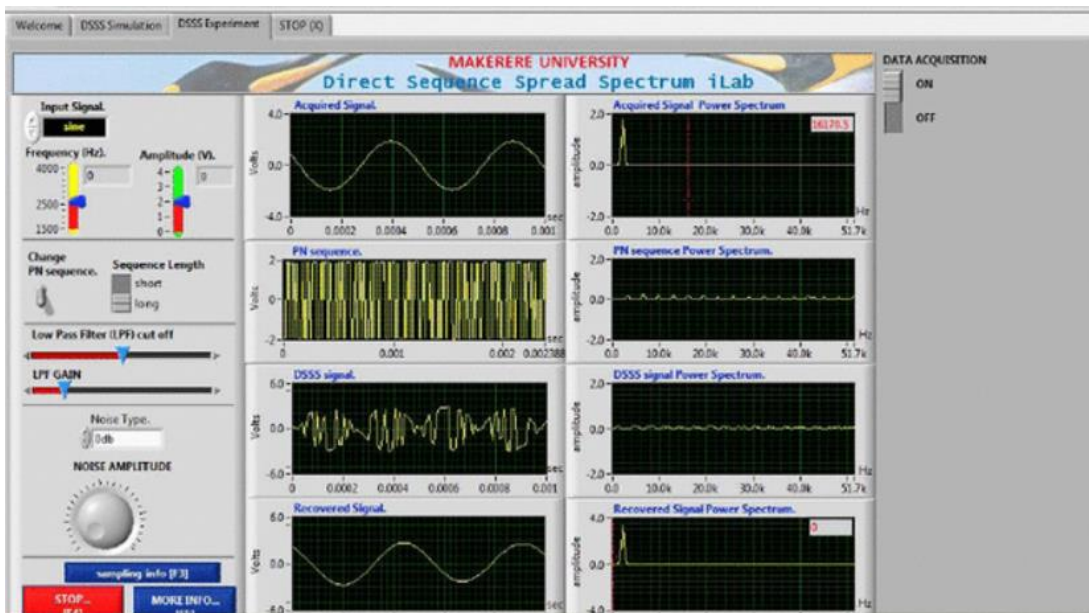 Welcome DSSS Simulation DSSS Experiment STOP (X)
MAKERERE UNIVERSITY
Direct Sequence Spread Spectrum iLab
DATA ACQUISITION
ON
OFF
Input Signal.
sine
Frequency (Hz). Amplitude (V).
4000 0 4 0
3
2500 2
1
1500 0
Change PN sequence.
Sequence Length
short
long
Low Pass Filter (LPF) cut off
LPF GAIN
Noise Type.
0db
NOISE AMPLITUDE
sampling info [F3]
STOP...
MORE INFO...
Acquired Signal.
4.0
Volts 0.0
-4.0 sec
0 0.0002 0.0004 0.0006 0.0008 0.001
Acquired Signal Power Spectrum
2.0 16170.5
amplitude 0.0
-2.0 Hz
0.0 10.0k 20.0k 30.0k 40.0k 51.7k
PN sequence.
2
Volts 0
-2 sec
0 0.001 0.002 0.002388
PN sequence Power Spectrum.
2.0
amplitude 0.0
-2.0 Hz
0.0 10.0k 20.0k 30.0k 40.0k 51.7k
DSSS signal.
6.0
Volts 0.0
-6.0 sec
0 0.0002 0.0004 0.0006 0.0008 0.001
DSSS signal Power Spectrum.
2.0
amplitude 0.0
-2.0 Hz
0.0 10.0k 20.0k 30.0k 40.0k 51.7k
Recovered Signal.
6.0
Volts 0.0
-6.0 sec
Recovered Signal Power Spectrum.
4.0 0
amplitude 0.0
-4.0 Hz